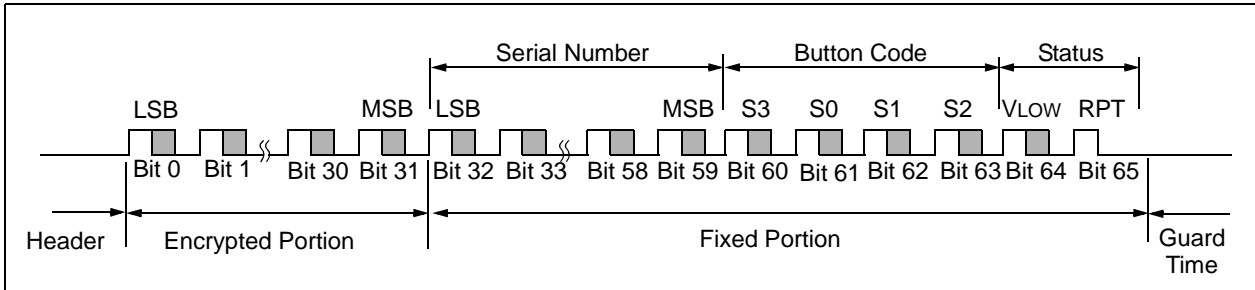 Serial Number Button Code Status
LSB MSB LSB MSB S3 S0 S1 S2 VLOW RPT
Bit 0 Bit 1 Bit 30 Bit 31 Bit 32 Bit 33 Bit 58 Bit 59 Bit 60 Bit 61 Bit 62 Bit 63 Bit 64 Bit 65
Header Encrypted Portion Fixed Portion Guard
Time